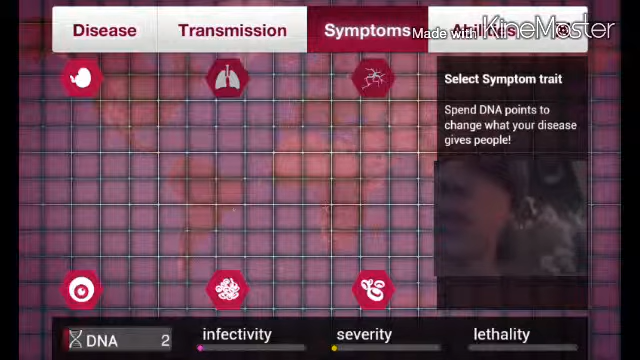 Disease
Transmission
Symptoms
Abilities
Made with KineMaster
Select Symptom trait
Spend DNA points to
change what your disease
gives people!
DNA 2
infectivity
severity
lethality